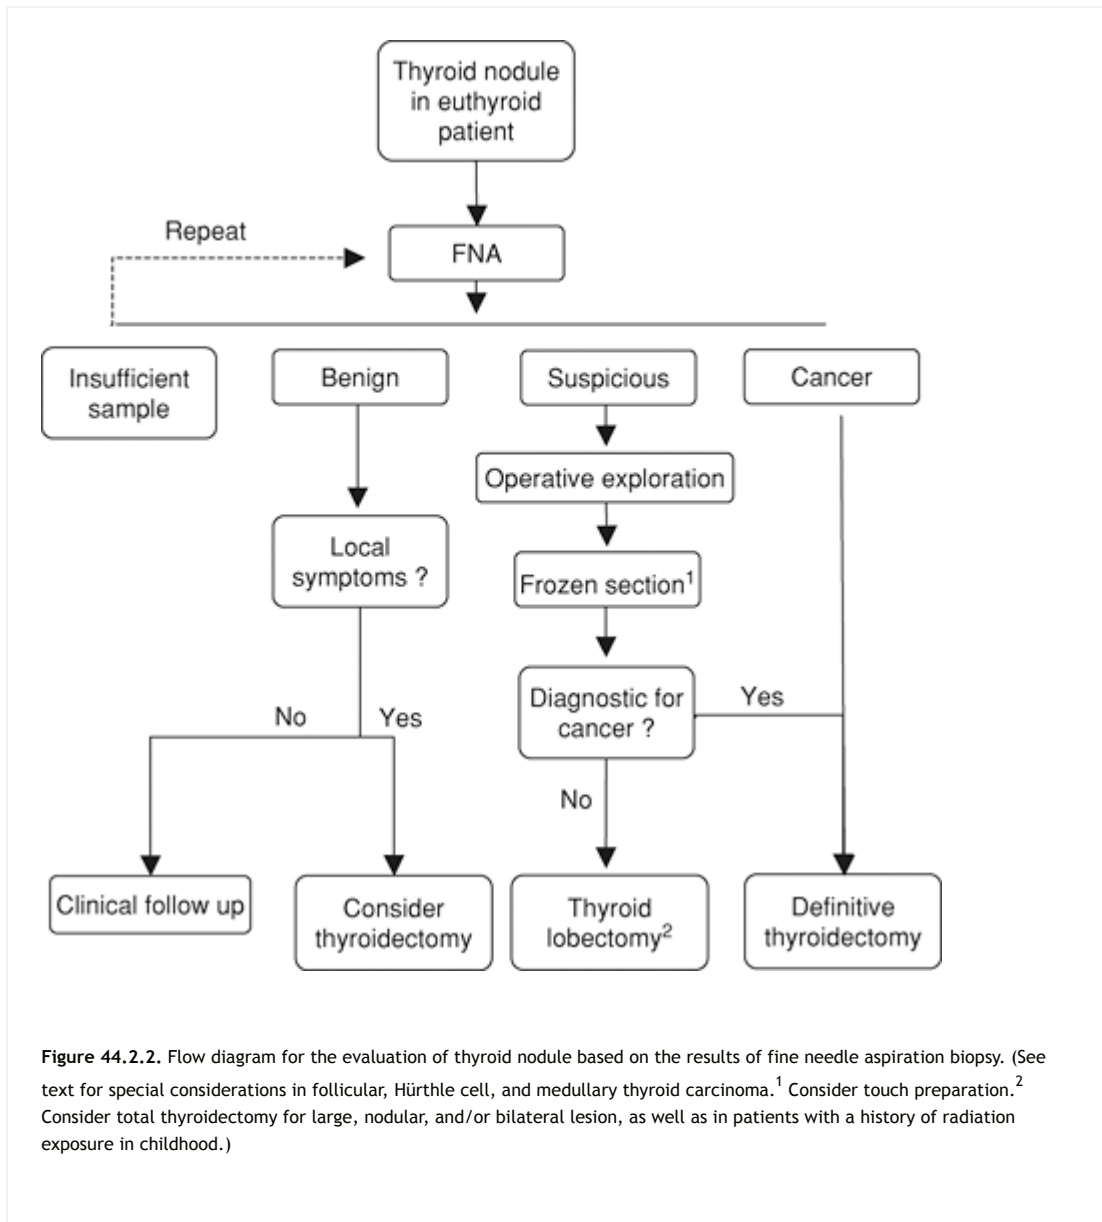 Thyroid nodule
in euthyroid
patient
Repeat
FNA
Insufficient
sample
Benign
Suspicious
Cancer
Operative exploration
Local
symptoms ?
Frozen section¹
Diagnostic for
cancer ?
Yes
No
Yes
No
Clinical follow up
Consider
thyroidectomy
Thyroid
lobectomy²
Definitive
thyroidectomy
Figure 44.2.2. Flow diagram for the evaluation of thyroid nodule based on the results of fine needle aspiration biopsy. (See
text for special considerations in follicular, Hürthle cell, and medullary thyroid carcinoma.¹ Consider touch preparation.²
Consider total thyroidectomy for large, nodular, and/or bilateral lesion, as well as in patients with a history of radiation
exposure in childhood.)